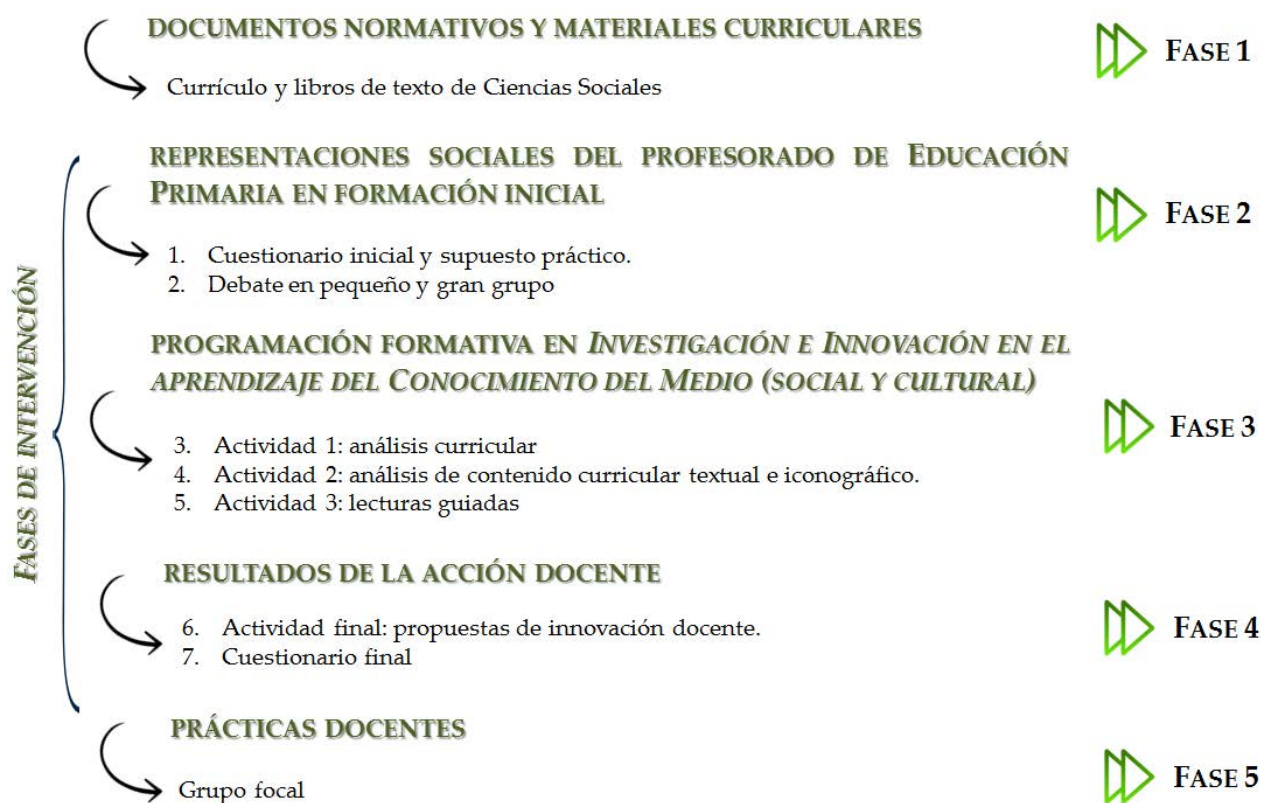 DOCUMENTOS NORMATIVOS Y MATERIALES CURRICULARES
FASE 1
Currículo y libros de texto de Ciencias Sociales
FASES DE INTERVENCIÓN
REPRESENTACIONES SOCIALES DEL PROFESORADO DE EDUCACIÓN
PRIMARIA EN FORMACIÓN INICIAL
FASE 2
1. Cuestionario inicial y supuesto práctico.
2. Debate en pequeño y gran grupo
PROGRAMACIÓN FORMATIVA EN INVESTIGACIÓN E INNOVACIÓN EN EL
APRENDIZAJE DEL CONOCIMIENTO DEL MEDIO (SOCIAL Y CULTURAL)
FASE 3
3. Actividad 1: análisis curricular
4. Actividad 2: análisis de contenido curricular textual e iconográfico.
5. Actividad 3: lecturas guiadas
RESULTADOS DE LA ACCIÓN DOCENTE
FASE 4
6. Actividad final: propuestas de innovación docente.
7. Cuestionario final
PRÁCTICAS DOCENTES
FASE 5
Grupo focal